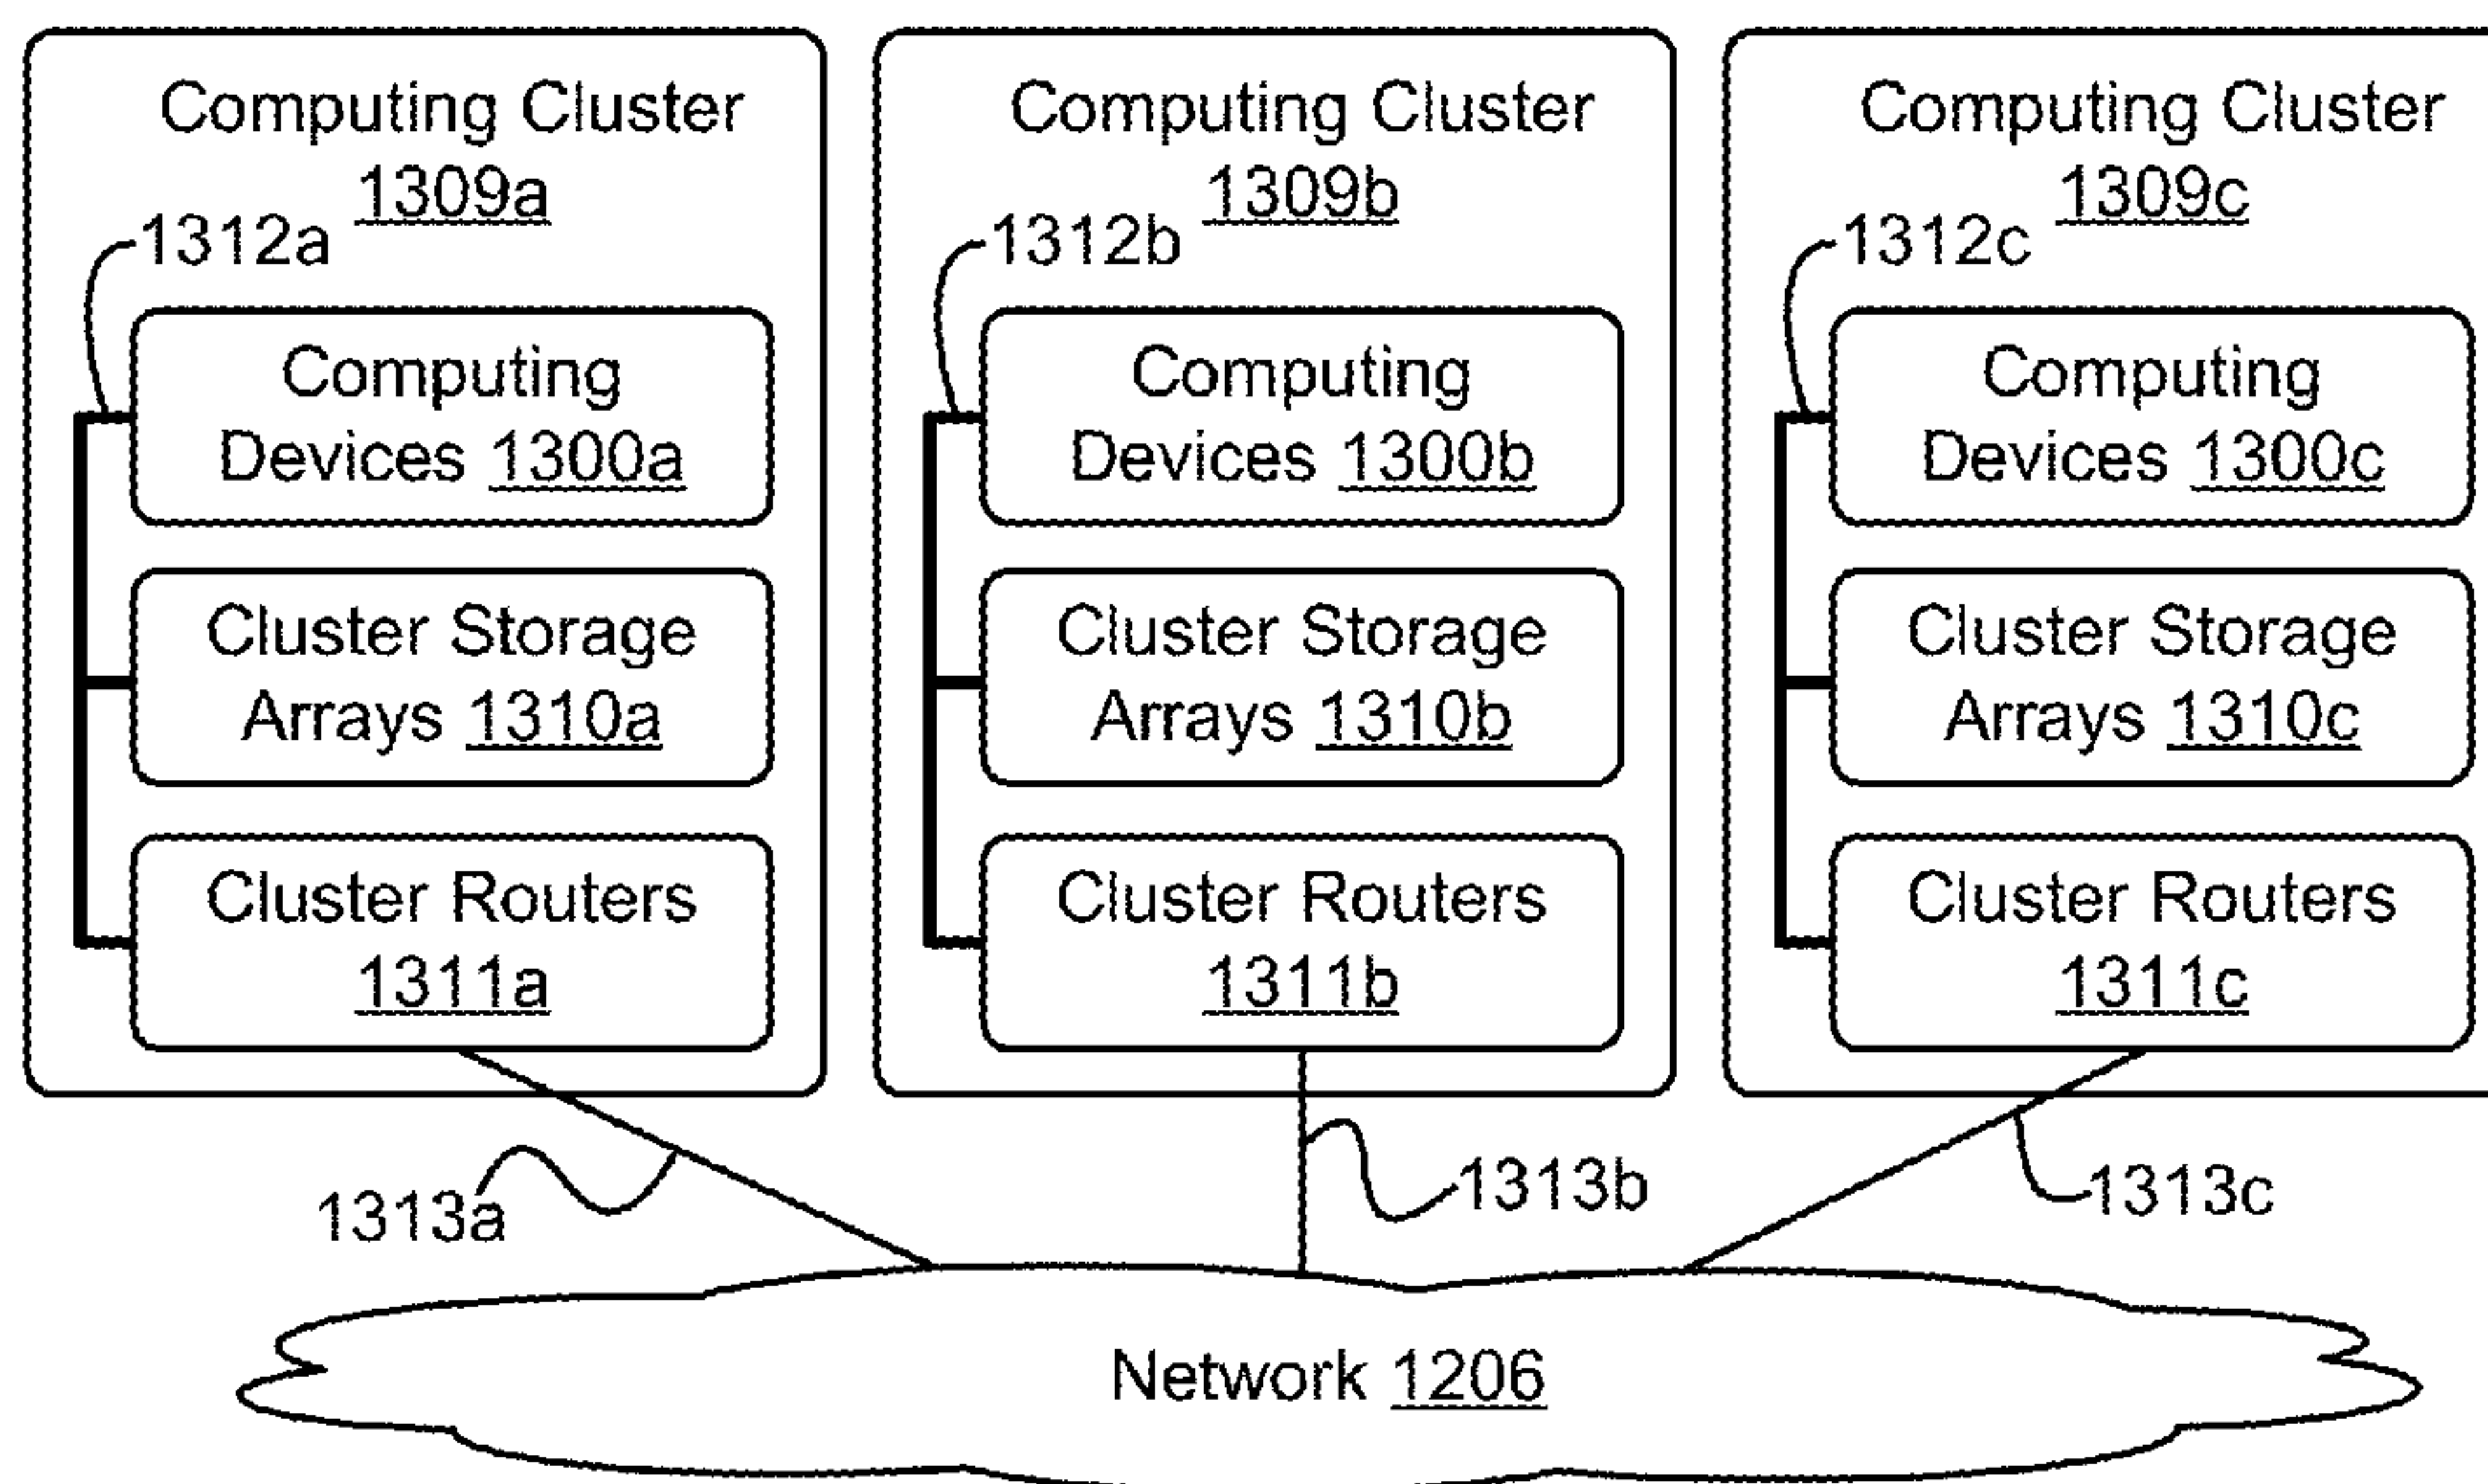 Computing Cluster
1309a
1312a
Computing
Devices 1300a
Cluster Storage
Arrays 1310a
Cluster Routers
1311a
Computing Cluster
1309b
1312b
Computing
Devices 1300b
Cluster Storage
Arrays 1310b
Cluster Routers
1311b
Computing Cluster
1309c
1312c
Computing
Devices 1300c
Cluster Storage
Arrays 1310c
Cluster Routers
1311c
1313a
1313b
1313c
Network 1206